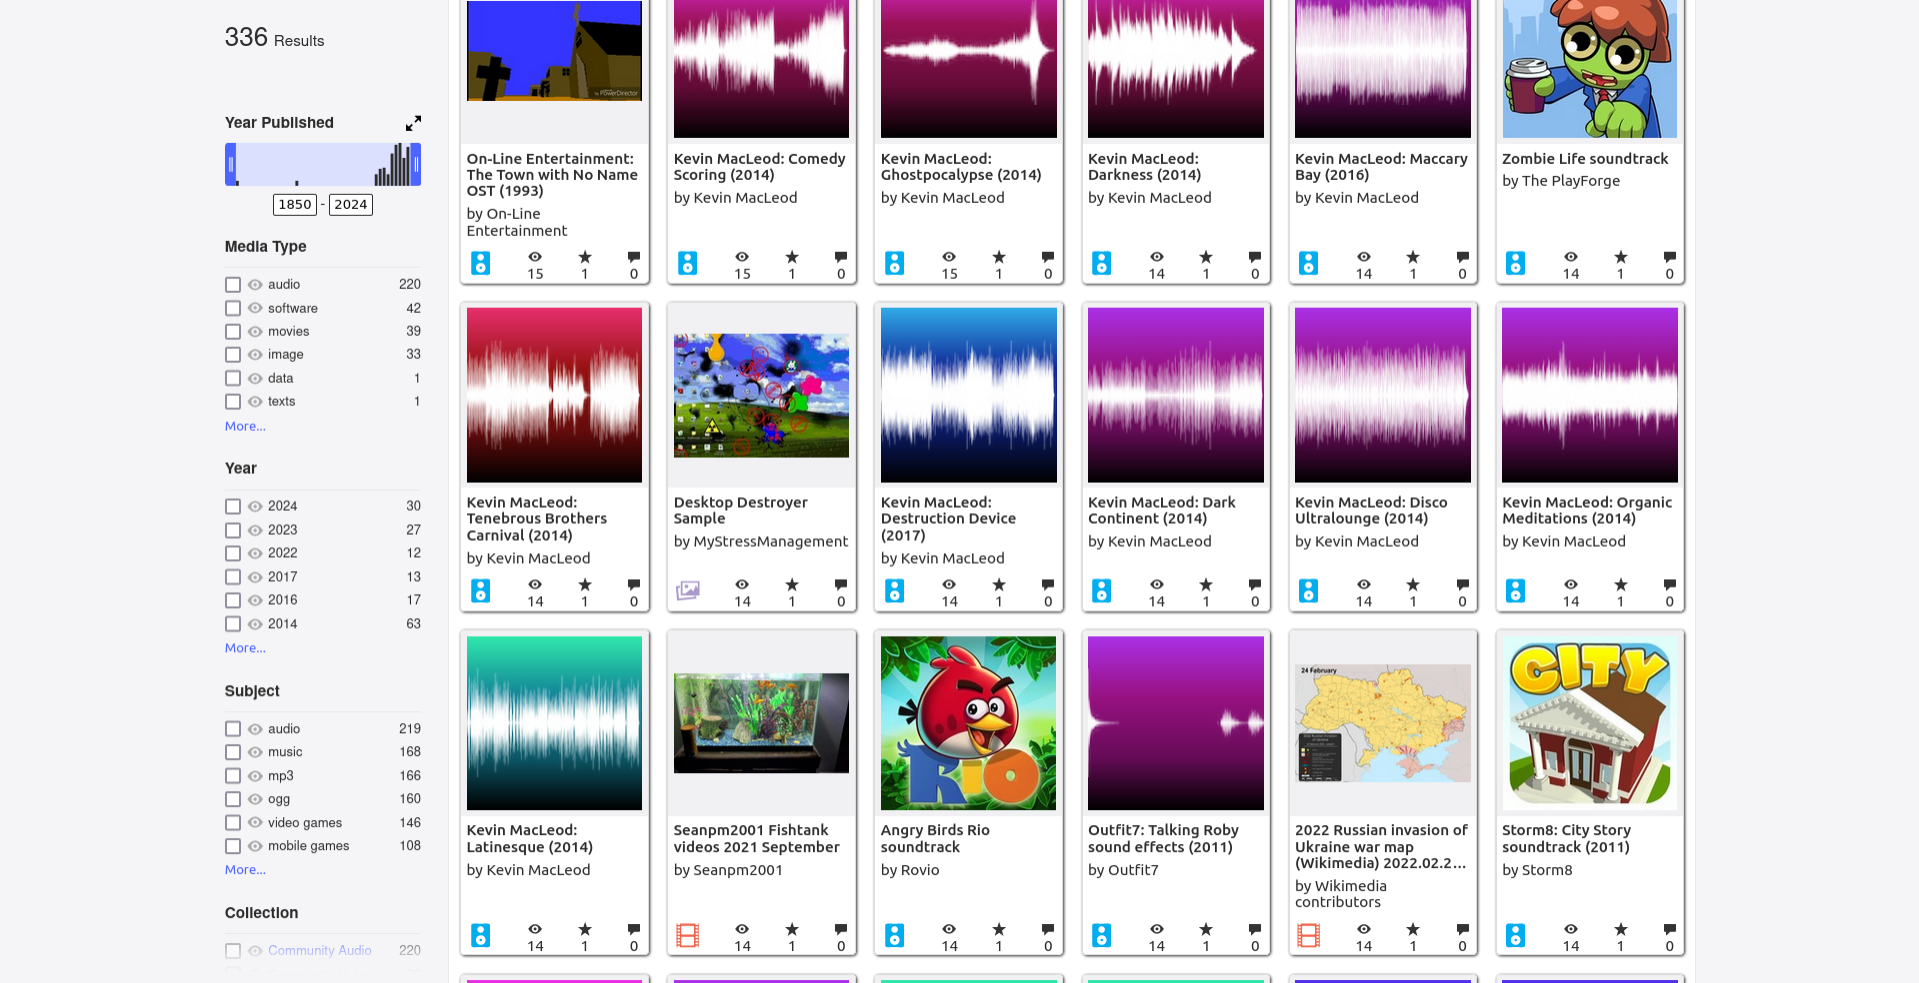 336 Results
Year Published
1850 - 2024
Media Type
audio 220
software 42
movies 39
image 33
data 1
texts 1
More...
Year
2024 30
2023 27
2022 12
2017 13
2016 17
2014 63
More...
Subject
audio 219
music 168
mp3 166
ogg 160
video games 146
mobile games 108
More...
Collection
Community Audio 220
by PowerDirector
On-Line Entertainment:
The Town with No Name
OST (1993)
by On-Line
Entertainment
15 1 0
Kevin MacLeod: Comedy
Scoring (2014)
by Kevin MacLeod
15 1 0
Kevin MacLeod:
Ghostpocalypse (2014)
by Kevin MacLeod
15 1 0
Kevin MacLeod:
Darkness (2014)
by Kevin MacLeod
14 1 0
Kevin MacLeod: Maccary
Bay (2016)
by Kevin MacLeod
14 1 0
Zombie Life soundtrack
by The PlayForge
14 1 0
Kevin MacLeod:
Tenebrous Brothers
Carnival (2014)
by Kevin MacLeod
14 1 0
Desktop Destroyer
Sample
by MyStressManagement
14 1 0
Kevin MacLeod:
Destruction Device
(2017)
by Kevin MacLeod
14 1 0
Kevin MacLeod: Dark
Continent (2014)
by Kevin MacLeod
14 1 0
Kevin MacLeod: Disco
Ultralounge (2014)
by Kevin MacLeod
14 1 0
Kevin MacLeod: Organic
Meditations (2014)
by Kevin MacLeod
14 1 0
Kevin MacLeod:
Latinesque (2014)
by Kevin MacLeod
14 1 0
Seanpm2001 Fishtank
videos 2021 September
by Seanpm2001
14 1 0
RIO
Angry Birds Rio
soundtrack
by Rovio
14 1 0
Outfit7: Talking Roby
sound effects (2011)
by Outfit7
14 1 0
24 February
2022 Russian invasion of
Ukraine war map
(Wikimedia) 2022.02.2...
by Wikimedia
contributors
14 1 0
CITY
Storm8: City Story
soundtrack (2011)
by Storm8
14 1 0